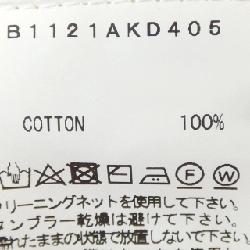 B1121AKD405
COTTON 100%
F W
リーニングネットを使用して下さい。
ンブラー乾燥は避けて下さい。
濡れたままの状態で放置しないで下さ